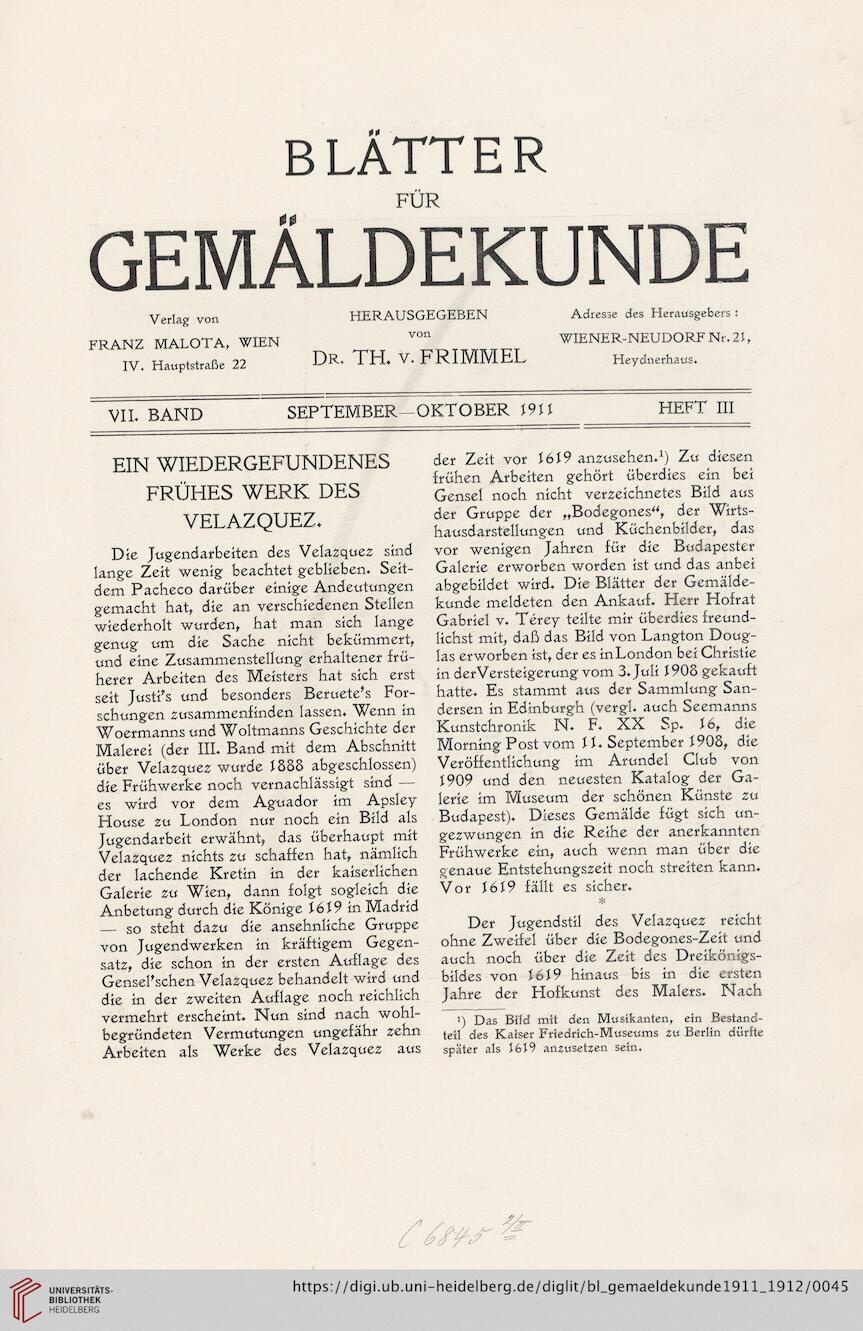 BLÄTTER
FÜR
GEMÄLDEKUNDE
Verlag von
FRANZ MALOTA, WIEN
IV. Hauptstraße 22
HERAUSGEGEBEN
von
DR. TH. v. FRIMMEL
Adresse des Herausgebers :
WIENER-NEUDORF Nr. 21,
Heydnerhaus.
VII. BAND SEPTEMBER—OKTOBER 1911 HEFT III
EIN WIEDERGEFUNDENES
FRÜHES WERK DES
VELAZQUEZ.
Die Jugendarbeiten des Velazquez sind
lange Zeit wenig beachtet geblieben. Seit-
dem Pacheco darüber einige Andeutungen
gemacht hat, die an verschiedenen Stellen
wiederholt wurden, hat man sich lange
genug um die Sache nicht bekümmert,
und eine Zusammenstellung erhaltener frü-
herer Arbeiten des Meisters hat sich erst
seit Justi's und besonders Beruete's For-
schungen zusammenfinden lassen. Wenn in
Woermanns und Woltmanns Geschichte der
Malerei (der III. Band mit dem Abschnitt
über Velazquez wurde 1888 abgeschlossen)
die Frühwerke noch vernachlässigt sind —
es wird vor dem Aguador im Apsley
House zu London nur noch ein Bild als
Jugendarbeit erwähnt, das überhaupt mit
Velazquez nichts zu schaffen hat, nämlich
der lachende Kretin in der kaiserlichen
Galerie zu Wien, dann folgt sogleich die
Anbetung durch die Könige 1619 in Madrid
— so steht dazu die ansehnliche Gruppe
von Jugendwerken in kräftigem Gegen-
satz, die schon in der ersten Auflage des
Gensel'schen Velazquez behandelt wird und
die in der zweiten Auflage noch reichlich
vermehrt erscheint. Nun sind nach wohl-
begründeten Vermutungen ungefähr zehn
Arbeiten als Werke des Velazquez aus
der Zeit vor 1619 anzusehen.¹) Zu diesen
frühen Arbeiten gehört überdies ein bei
Gensel noch nicht verzeichnetes Bild aus
der Gruppe der „Bodegones“, der Wirts-
hausdarstellungen und Küchenbilder, das
vor wenigen Jahren für die Budapester
Galerie erworben worden ist und das anbei
abgebildet wird. Die Blätter der Gemälde-
kunde meldeten den Ankauf. Herr Hofrat
Gabriel v. Térey teilte mir überdies freund-
lichst mit, daß das Bild von Langton Doug-
las erworben ist, der es in London bei Christie
in der Versteigerung vom 3. Juli 1908 gekauft
hatte. Es stammt aus der Sammlung San-
dersen in Edinburgh (vergl. auch Seemanns
Kunstchronik N. F. XX Sp. 16, die
Morning Post vom 11. September 1908, die
Veröffentlichung im Arundel Club von
1909 und den neuesten Katalog der Ga-
lerie im Museum der schönen Künste zu
Budapest). Dieses Gemälde fügt sich un-
gezwungen in die Reihe der anerkannten
Frühwerke ein, auch wenn man über die
genaue Entstehungszeit noch streiten kann.
Vor 1619 fällt es sicher.
*
Der Jugendstil des Velazquez reicht
ohne Zweifel über die Bodegones-Zeit und
auch noch über die Zeit des Dreikönigs-
bildes von 1619 hinaus bis in die ersten
Jahre der Hofkunst des Malers. Nach
¹) Das Bild mit den Musikanten, ein Bestand-
teil des Kaiser Friedrich-Museums zu Berlin dürfte
später als 1619 anzusetzen sein.
C 6845
UNIVERSITÄTS-
BIBLIOTHEK
HEIDELBERG
https://digi.ub.uni-heidelberg.de/diglit/bl_gemaeldekunde1911_1912/0045